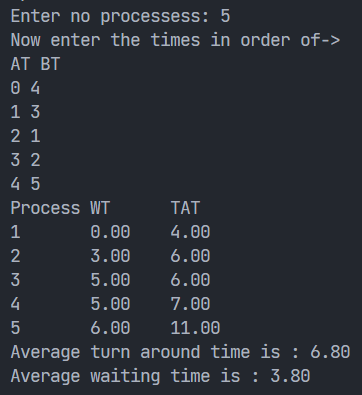 Enter no processess: 5
Now enter the times in order of->
AT BT
0 4
1 3
2 1
3 2
4 5
Process WT      TAT
1       0.00    4.00
2       3.00    6.00
3       5.00    6.00
4       5.00    7.00
5       6.00    11.00
Average turn around time is : 6.80
Average waiting time is : 3.80